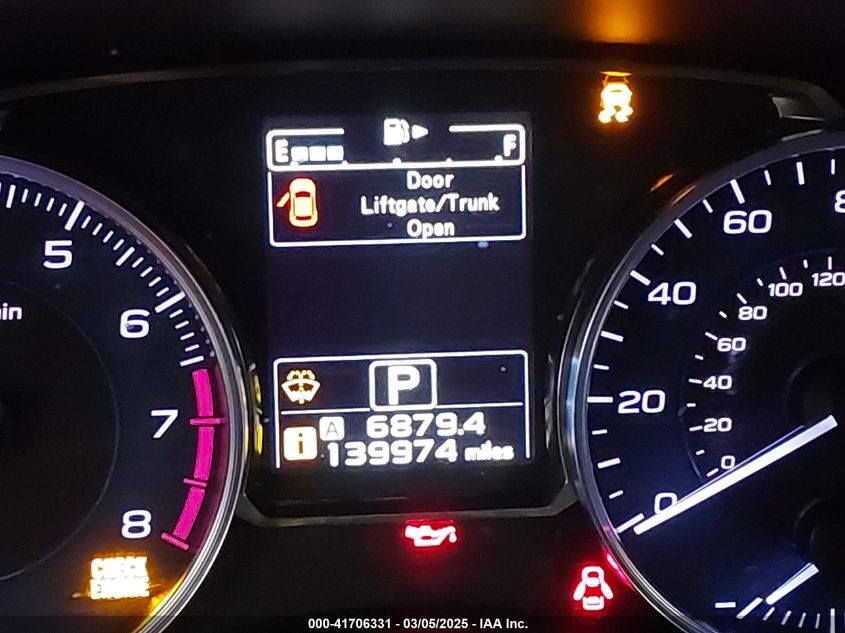 E F
Door
Liftgate/Trunk
Open
5
6
7
8
60
40
20
0
120
100
80
60
40
20
0
P
A 6879.4
i 139974 miles
CHECK
ENGINE
000-41706331 - 03/05/2025 - IAA Inc.